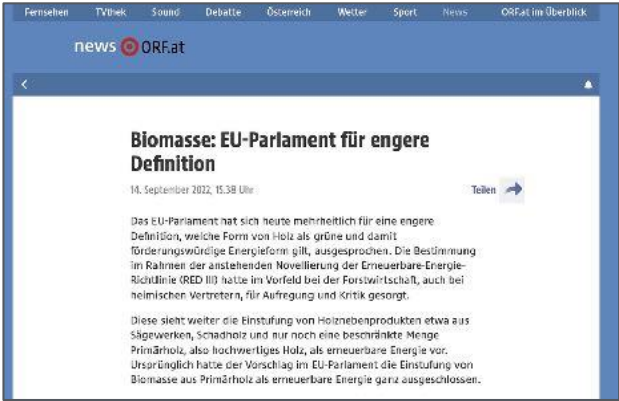 Fernsehen TVthek Sound Debatte Österreich Wetter Sport News ORF.at im Überblick
news ORF.at
Biomasse: EU-Parlament für engere
Definition
14. September 2022, 15.38 Uhr
Teilen
Das EU-Parlament hat sich heute mehrheitlich für eine engere
Definition, welche Form von Holz als grüne und damit
förderungswürdige Energieform gilt, ausgesprochen. Die Bestimmung
im Rahmen der anstehenden Novellierung der Erneuerbare-Energie-
Richtlinie (RED III) hatte im Vorfeld bei der Forstwirtschaft, auch bei
heimischen Vertretern, für Aufregung und Kritik gesorgt.
Diese sieht weiter die Einstufung von Holznebenprodukten etwa aus
Sägewerken, Schadholz und nur noch eine beschränkte Menge
Primärholz, also hochwertiges Holz, als erneuerbare Energie vor.
Ursprünglich hatte der Vorschlag im EU-Parlament die Einstufung von
Biomasse aus Primärholz als erneuerbare Energie ganz ausgeschlossen.